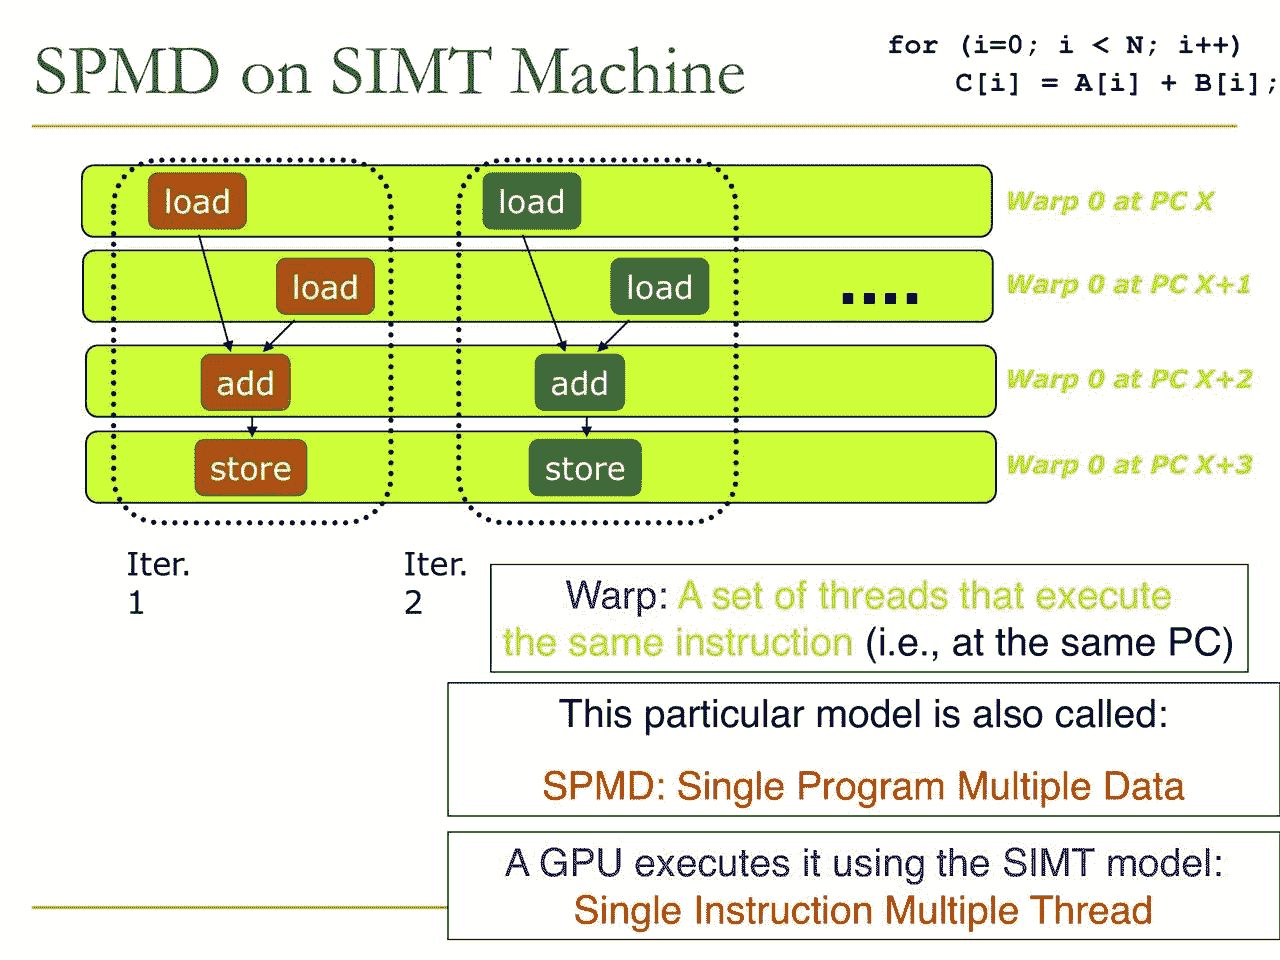 SPMD on SIMT Machine
for (i=0; i < N; i++)
C[i] = A[i] + B[i];
load load Warp 0 at PC X
load load .... Warp 0 at PC X+1
add add Warp 0 at PC X+2
store store Warp 0 at PC X+3
Iter. Iter.
1 2
Warp: A set of threads that execute
the same instruction (i.e., at the same PC)
This particular model is also called:
SPMD: Single Program Multiple Data
A GPU executes it using the SIMT model:
Single Instruction Multiple Thread